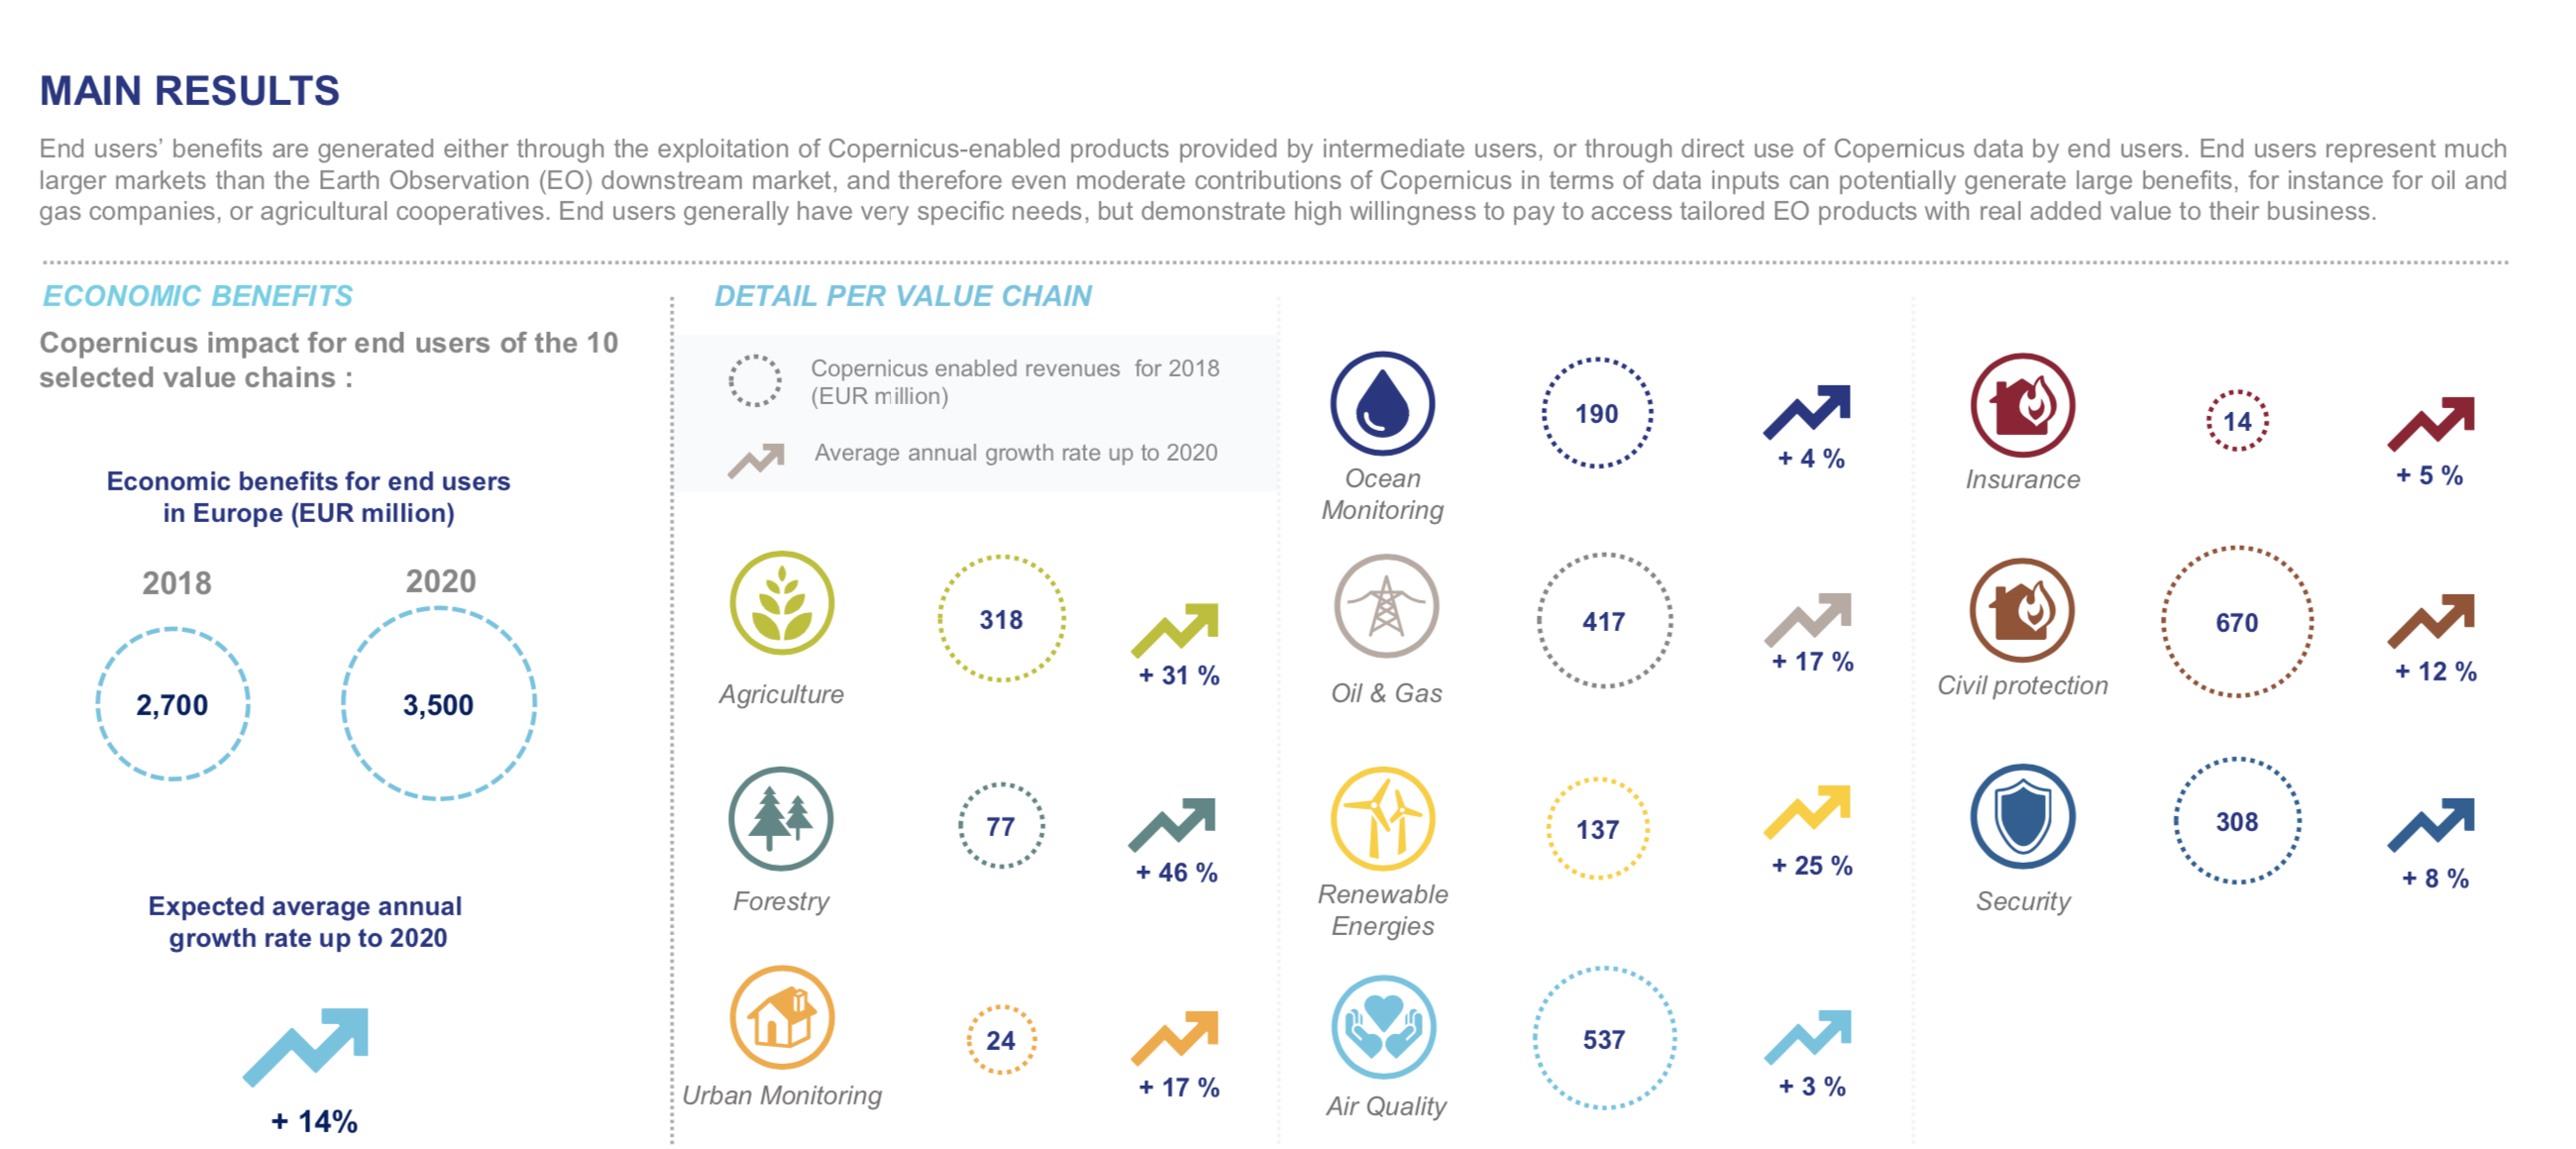 MAIN RESULTS
End users’ benefits are generated either through the exploitation of Copernicus-enabled products provided by intermediate users, or through direct use of Copernicus data by end users. End users represent much
larger markets than the Earth Observation (EO) downstream market, and therefore even moderate contributions of Copernicus in terms of data inputs can potentially generate large benefits, for instance for oil and
gas companies, or agricultural cooperatives. End users generally have very specific needs, but demonstrate high willingness to pay to access tailored EO products with real added value to their business.
ECONOMIC BENEFITS
Copernicus impact for end users of the 10
selected value chains :
Economic benefits for end users
in Europe (EUR million)
2018 2020
2,700 3,500
Expected average annual
growth rate up to 2020
+ 14%
DETAIL PER VALUE CHAIN
Copernicus enabled revenues for 2018
(EUR million)
Average annual growth rate up to 2020
318
+ 31 %
Agriculture
77
+ 46 %
Forestry
24
+ 17 %
Urban Monitoring
190
+ 4 %
Ocean
Monitoring
417
+ 17 %
Oil & Gas
137
+ 25 %
Renewable
Energies
537
+ 3 %
Air Quality
14
+ 5 %
Insurance
670
+ 12 %
Civil protection
308
+ 8 %
Security